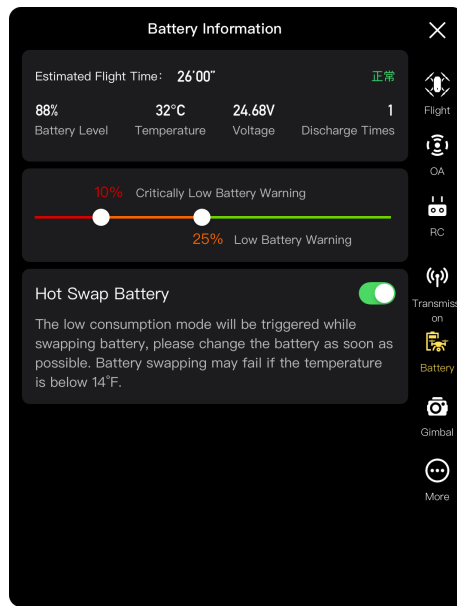 Battery Information
Estimated Flight Time: 26'00"
正常
88%
32°C
24.68V
1
Battery Level
Temperature
Voltage
Discharge Times
10% Critically Low Battery Warning
25% Low Battery Warning
Hot Swap Battery
The low consumption mode will be triggered while
swapping battery, please change the battery as soon as
possible. Battery swapping may fail if the temperature
is below 14°F.
Flight
OA
RC
Transmissi
on
Battery
Gimbal
More